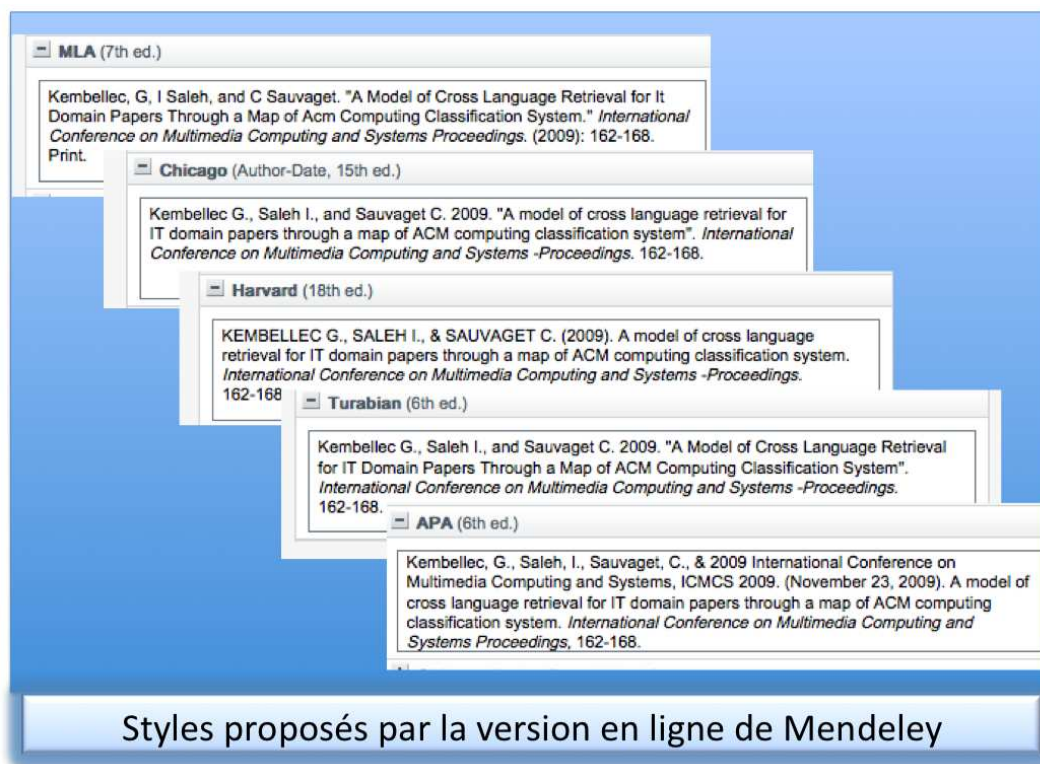 MLA (7th ed.)
Kembellec, G, I Saleh, and C Sauvaget. "A Model of Cross Language Retrieval for It
Domain Papers Through a Map of Acm Computing Classification System." International
Conference on Multimedia Computing and Systems Proceedings. (2009): 162-168.
Print.
Chicago (Author-Date, 15th ed.)
Kembellec G., Saleh I., and Sauvaget C. 2009. "A model of cross language retrieval for
IT domain papers through a map of ACM computing classification system". International
Conference on Multimedia Computing and Systems -Proceedings. 162-168.
Harvard (18th ed.)
KEMBELLEC G., SALEH I., & SAUVAGET C. (2009). A model of cross language
retrieval for IT domain papers through a map of ACM computing classification system.
International Conference on Multimedia Computing and Systems -Proceedings.
162-168
Turabian (6th ed.)
Kembellec G., Saleh I., and Sauvaget C. 2009. "A Model of Cross Language Retrieval
for IT Domain Papers Through a Map of ACM Computing Classification System".
International Conference on Multimedia Computing and Systems -Proceedings.
162-168.
APA (6th ed.)
Kembellec, G., Saleh, I., Sauvaget, C., & 2009 International Conference on
Multimedia Computing and Systems, ICMCS 2009. (November 23, 2009). A model of
cross language retrieval for IT domain papers through a map of ACM computing
classification system. International Conference on Multimedia Computing and
Systems Proceedings, 162-168.
Styles proposés par la version en ligne de Mendeley